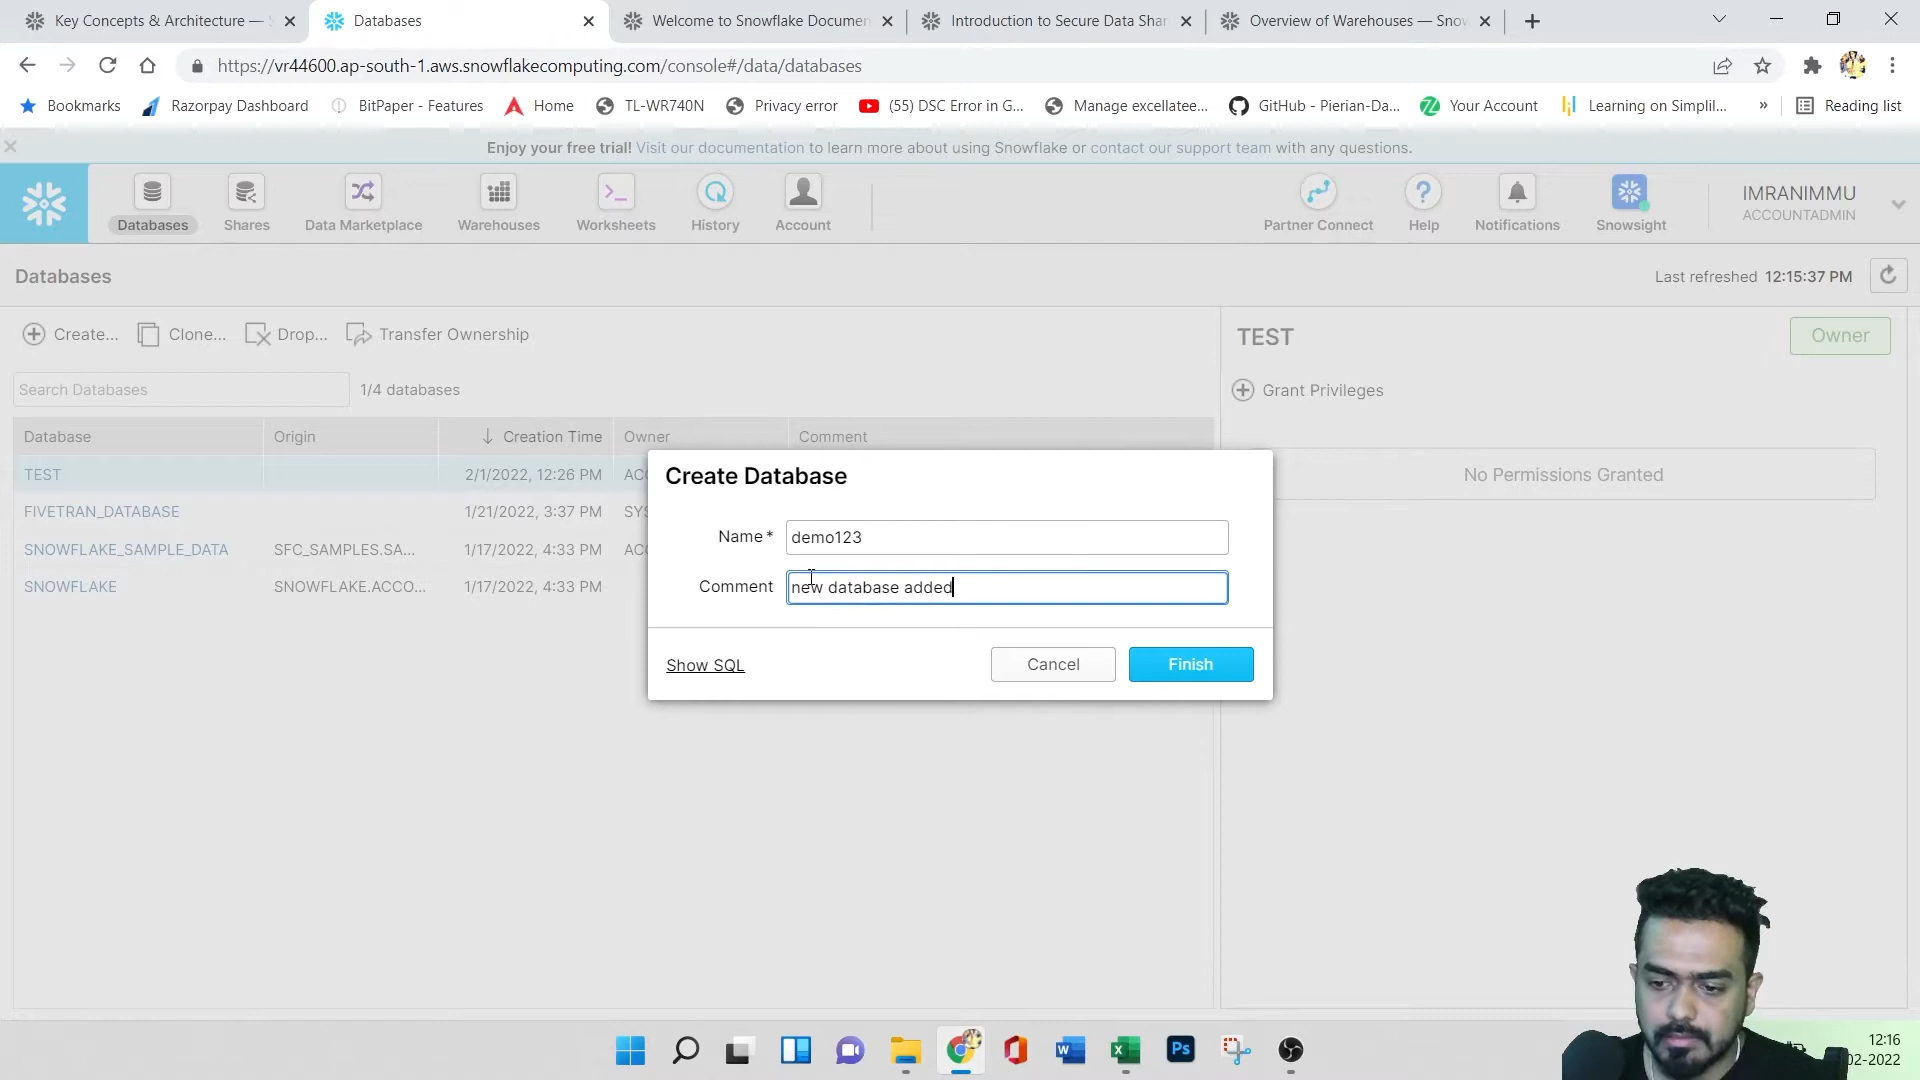 Key Concepts & Architecture —
Databases
Welcome to Snowflake Documen
Introduction to Secure Data Shar
Overview of Warehouses — Snow
https://vr44600.ap-south-1.aws.snowflakecomputing.com/console#/data/databases
Bookmarks
Razorpay Dashboard
BitPaper - Features
Home
TL-WR740N
Privacy error
(55) DSC Error in G...
Manage excellatee...
GitHub - Pierian-Da...
Your Account
Learning on Simplil...
»
Reading list
Enjoy your free trial! Visit our documentation to learn more about using Snowflake or contact our support team with any questions.
Databases
Shares
Data Marketplace
Warehouses
Worksheets
History
Account
Partner Connect
Help
Notifications
Snowsight
IMRANIMMU
ACCOUNTADMIN
Databases
Last refreshed 12:15:37 PM
Create...
Clone...
Drop...
Transfer Ownership
TEST
Owner
Search Databases
1/4 databases
Grant Privileges
Database Origin Creation Time Owner Comment
TEST 2/1/2022, 12:26 PM AC
FIVETRAN_DATABASE 1/21/2022, 3:37 PM SYS
SNOWFLAKE_SAMPLE_DATA SFC_SAMPLES.SA... 1/17/2022, 4:33 PM AC
SNOWFLAKE SNOWFLAKE.ACCO... 1/17/2022, 4:33 PM
No Permissions Granted
Create Database
Name* demo123
Comment new database added
Show SQL
Cancel
Finish
Ps
12:16
02-2022